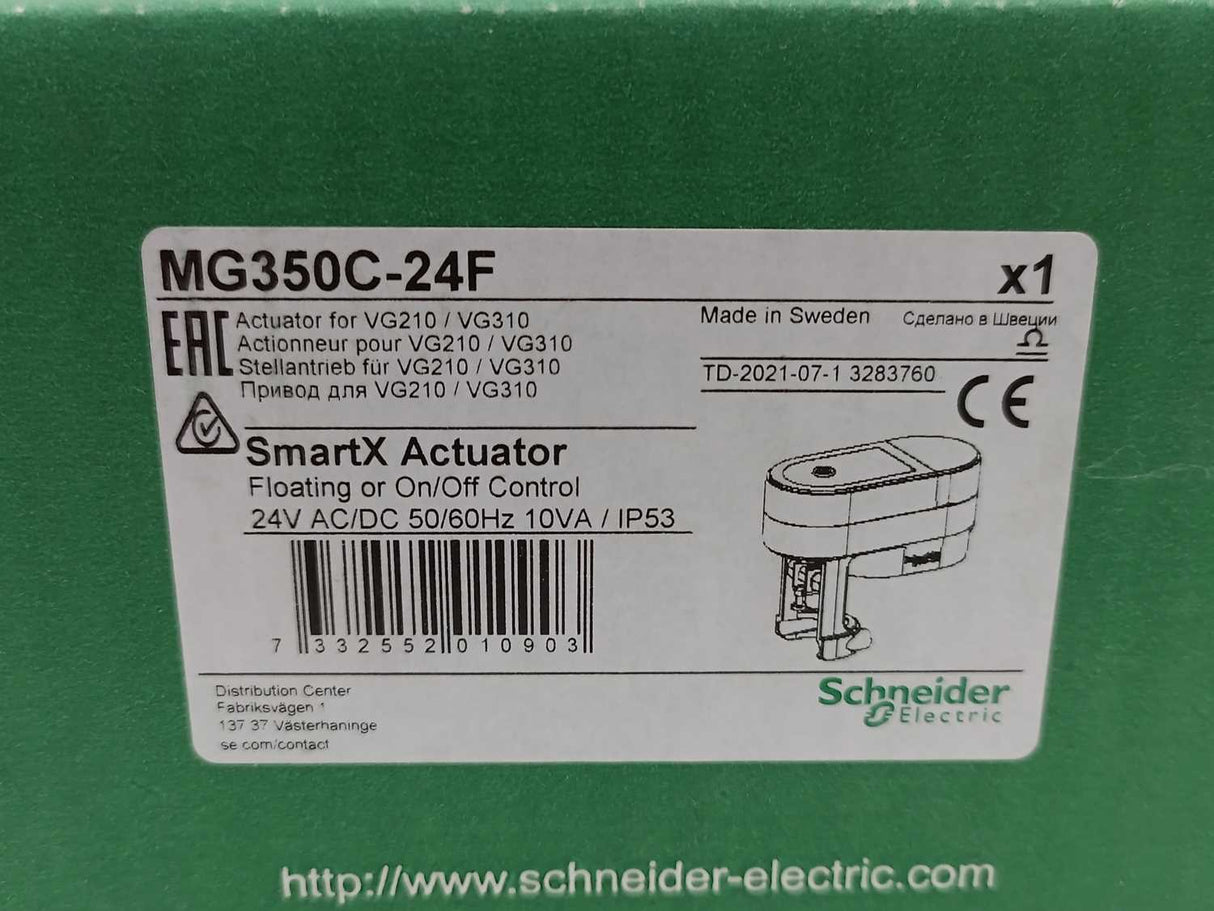 MG350C-24F x1
EAC
Actuator for VG210 / VG310
Actionneur pour VG210 / VG310
Stellantrieb für VG210 / VG310
Привод для VG210 / VG310
Made in Sweden Сделано в Швеции
TD-2021-07-1 3283760
CE
SmartX Actuator
Floating or On/Off Control
24V AC/DC 50/60Hz 10VA / IP53
7 332552 010903
Distribution Center
Fabriksvägen 1
137 37 Västerhaninge
se.com/contact
Schneider
Electric
http://www.schneider-electric.com